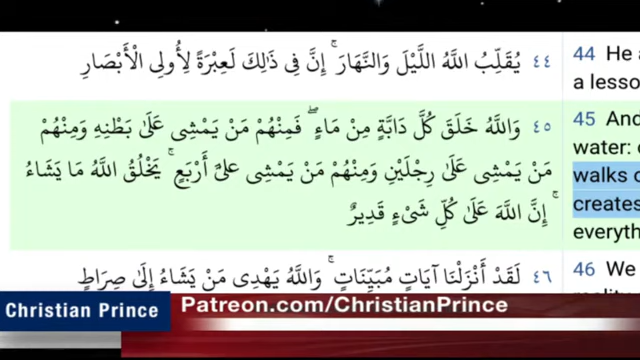 ٤٤ يُقَلِّبُ اللَّهُ اللَّيْلَ وَالنَّهَارَ ۚ إِنَّ فِى ذَٰلِكَ لَعِبْرَةً لِأُولِى الْأَبْصَارِ
44 He a
a lesso
٤٥ وَاللَّهُ خَلَقَ كُلَّ دَابَّةٍ مِنْ مَاءٍ ۖ فَمِنْهُمْ مَنْ يَمْشِى عَلَىٰ بَطْنِهِ وَمِنْهُمْ
مَنْ يَمْشِى عَلَىٰ رِجْلَيْنِ وَمِنْهُمْ مَنْ يَمْشِى عَلَىٰ أَرْبَعٍ ۚ يَخْلُقُ اللَّهُ مَا يَشَاءُ
ۚ إِنَّ اللَّهَ عَلَىٰ كُلِّ شَىْءٍ قَدِيرٌ
45 And
water: 
walks o
creates
everyth
٤٦ لَقَدْ أَنْزَلْنَا آيَاتٍ مُبَيِّنَاتٍ ۚ وَاللَّهُ يَهْدِى مَنْ يَشَاءُ إِلَىٰ صِرَاطٍ
46 We
Christian Prince
Patreon.com/ChristianPrince